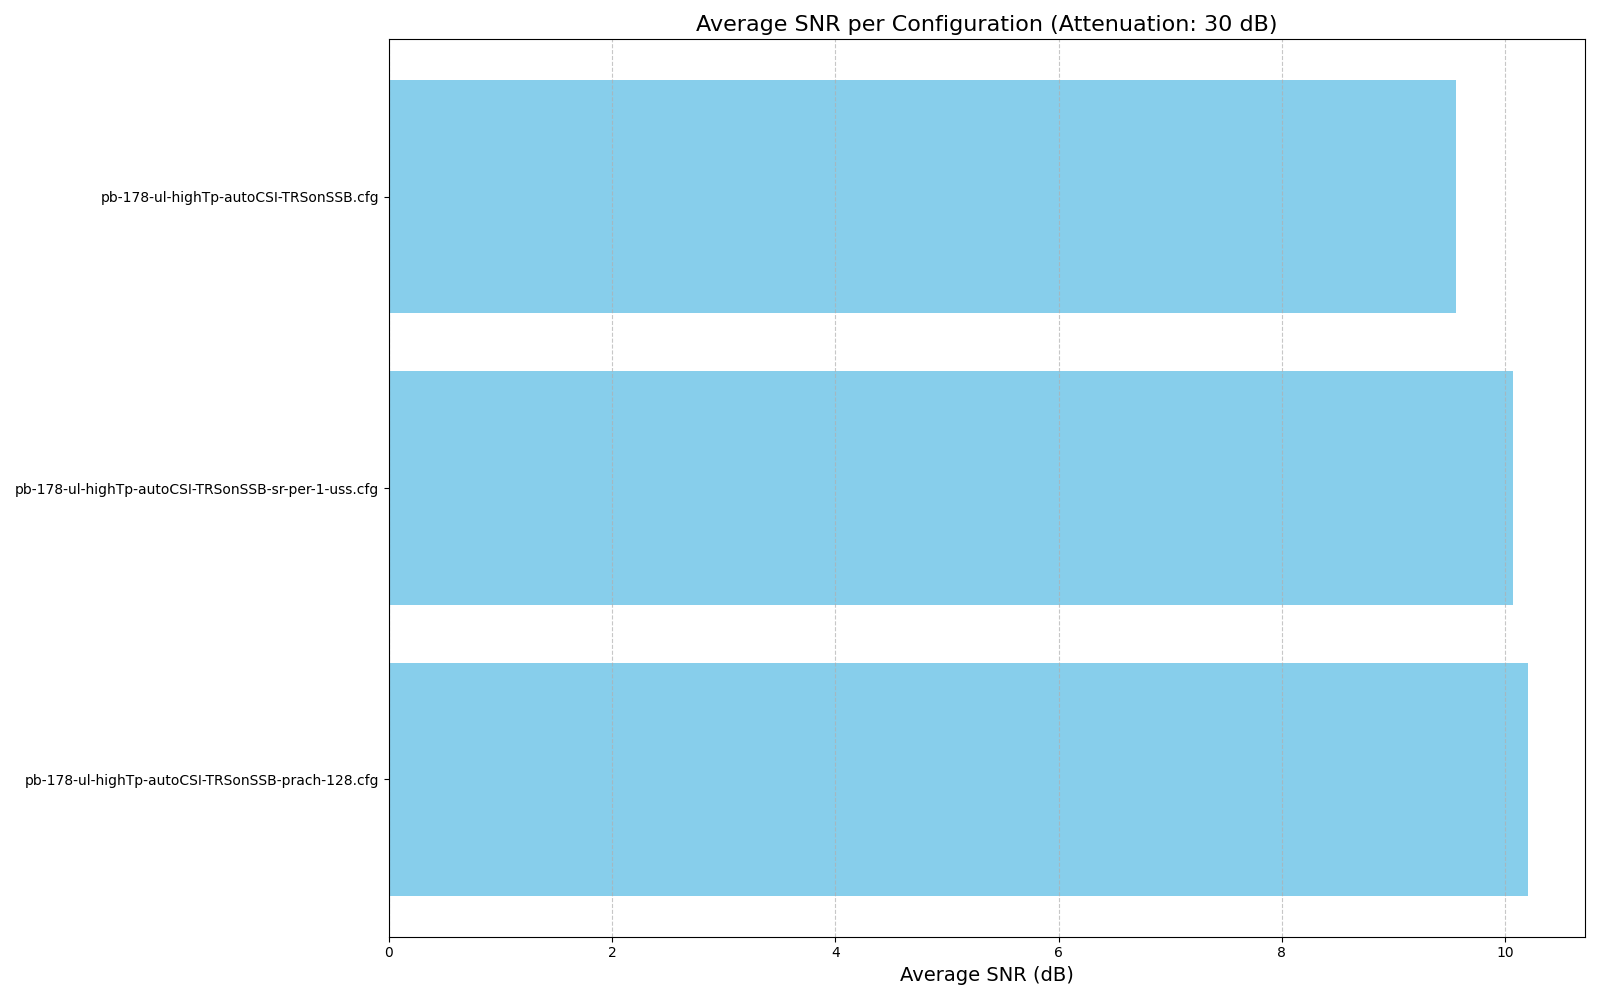 Average SNR per Configuration (Attenuation: 30 dB)
pb-178-ul-highTp-autoCSI-TRSonSSB.cfg
pb-178-ul-highTp-autoCSI-TRSonSSB-sr-per-1-uss.cfg
pb-178-ul-highTp-autoCSI-TRSonSSB-prach-128.cfg
0 2 4 6 8 10
Average SNR (dB)